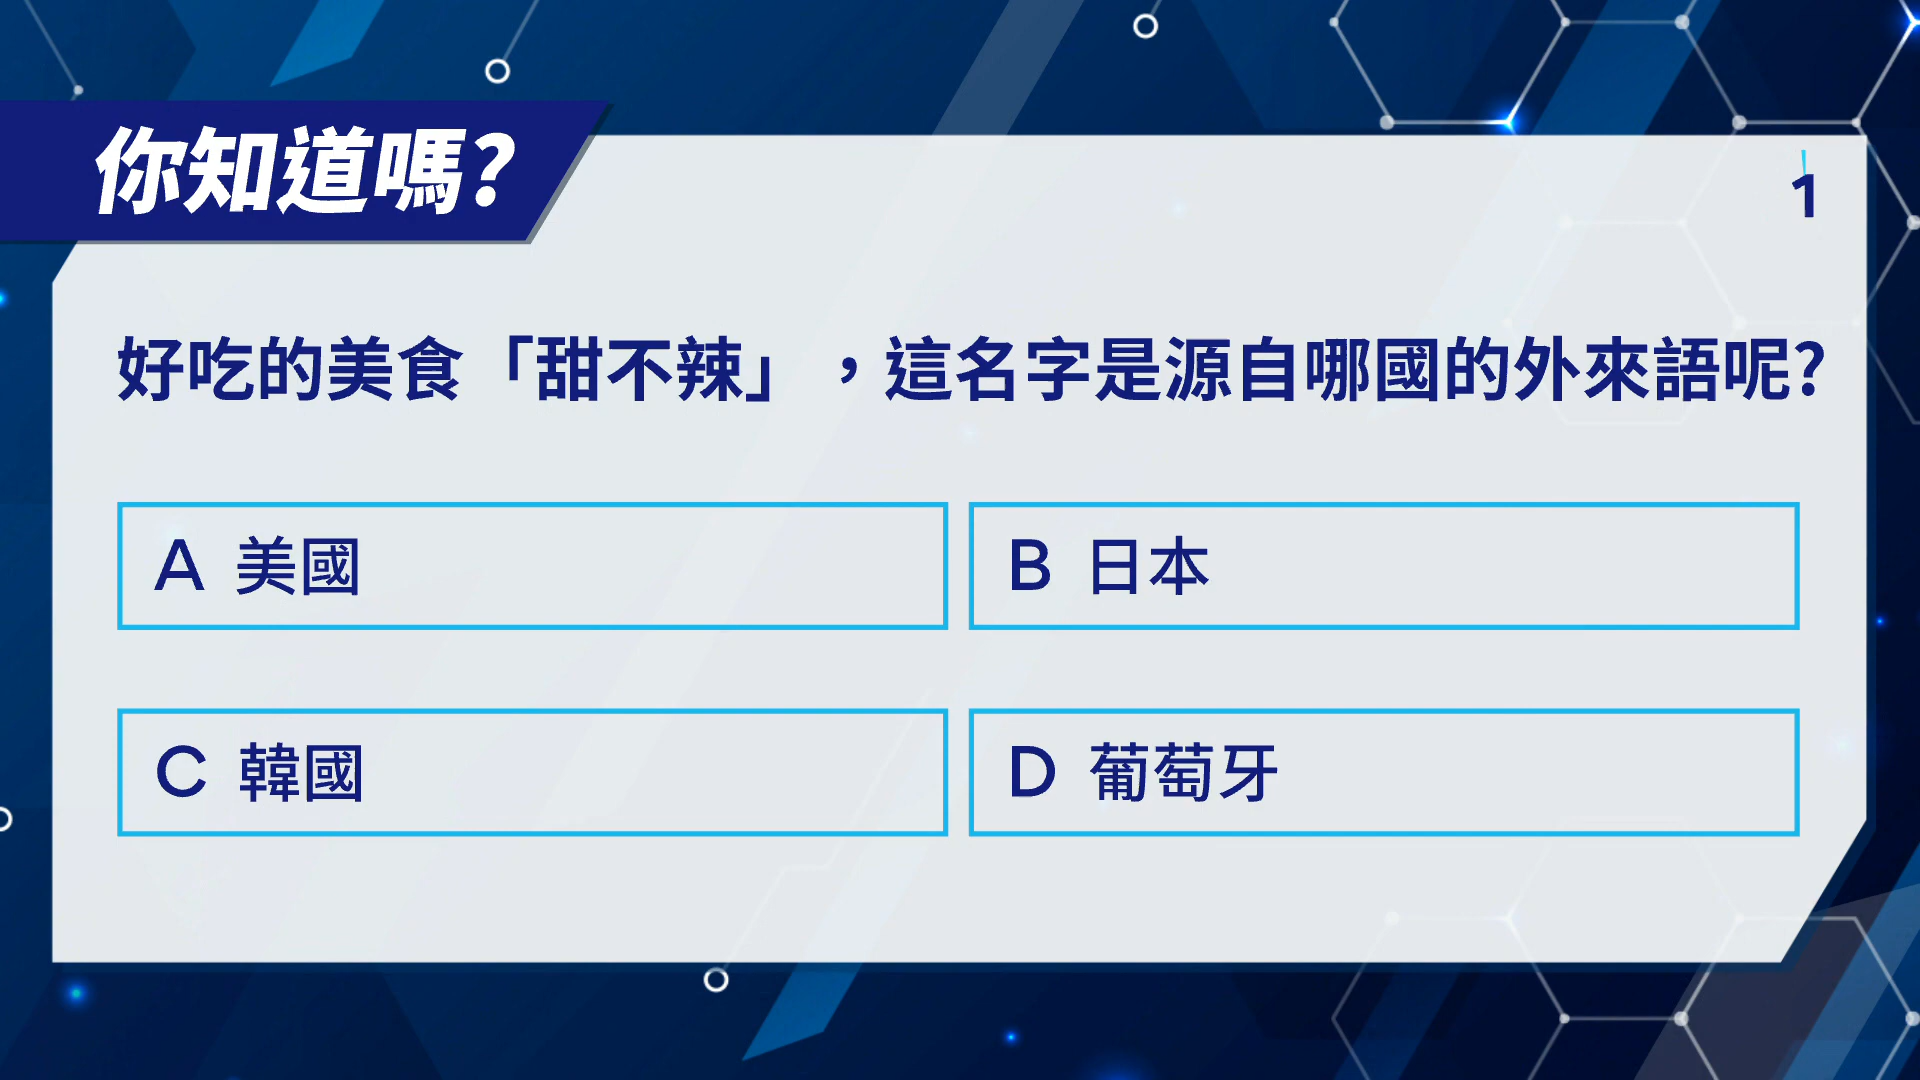 你知道嗎?
1
好吃的美食「甜不辣」,這名字是源自哪國的外來語呢?
A 美國
B 日本
C 韓國
D 葡萄牙